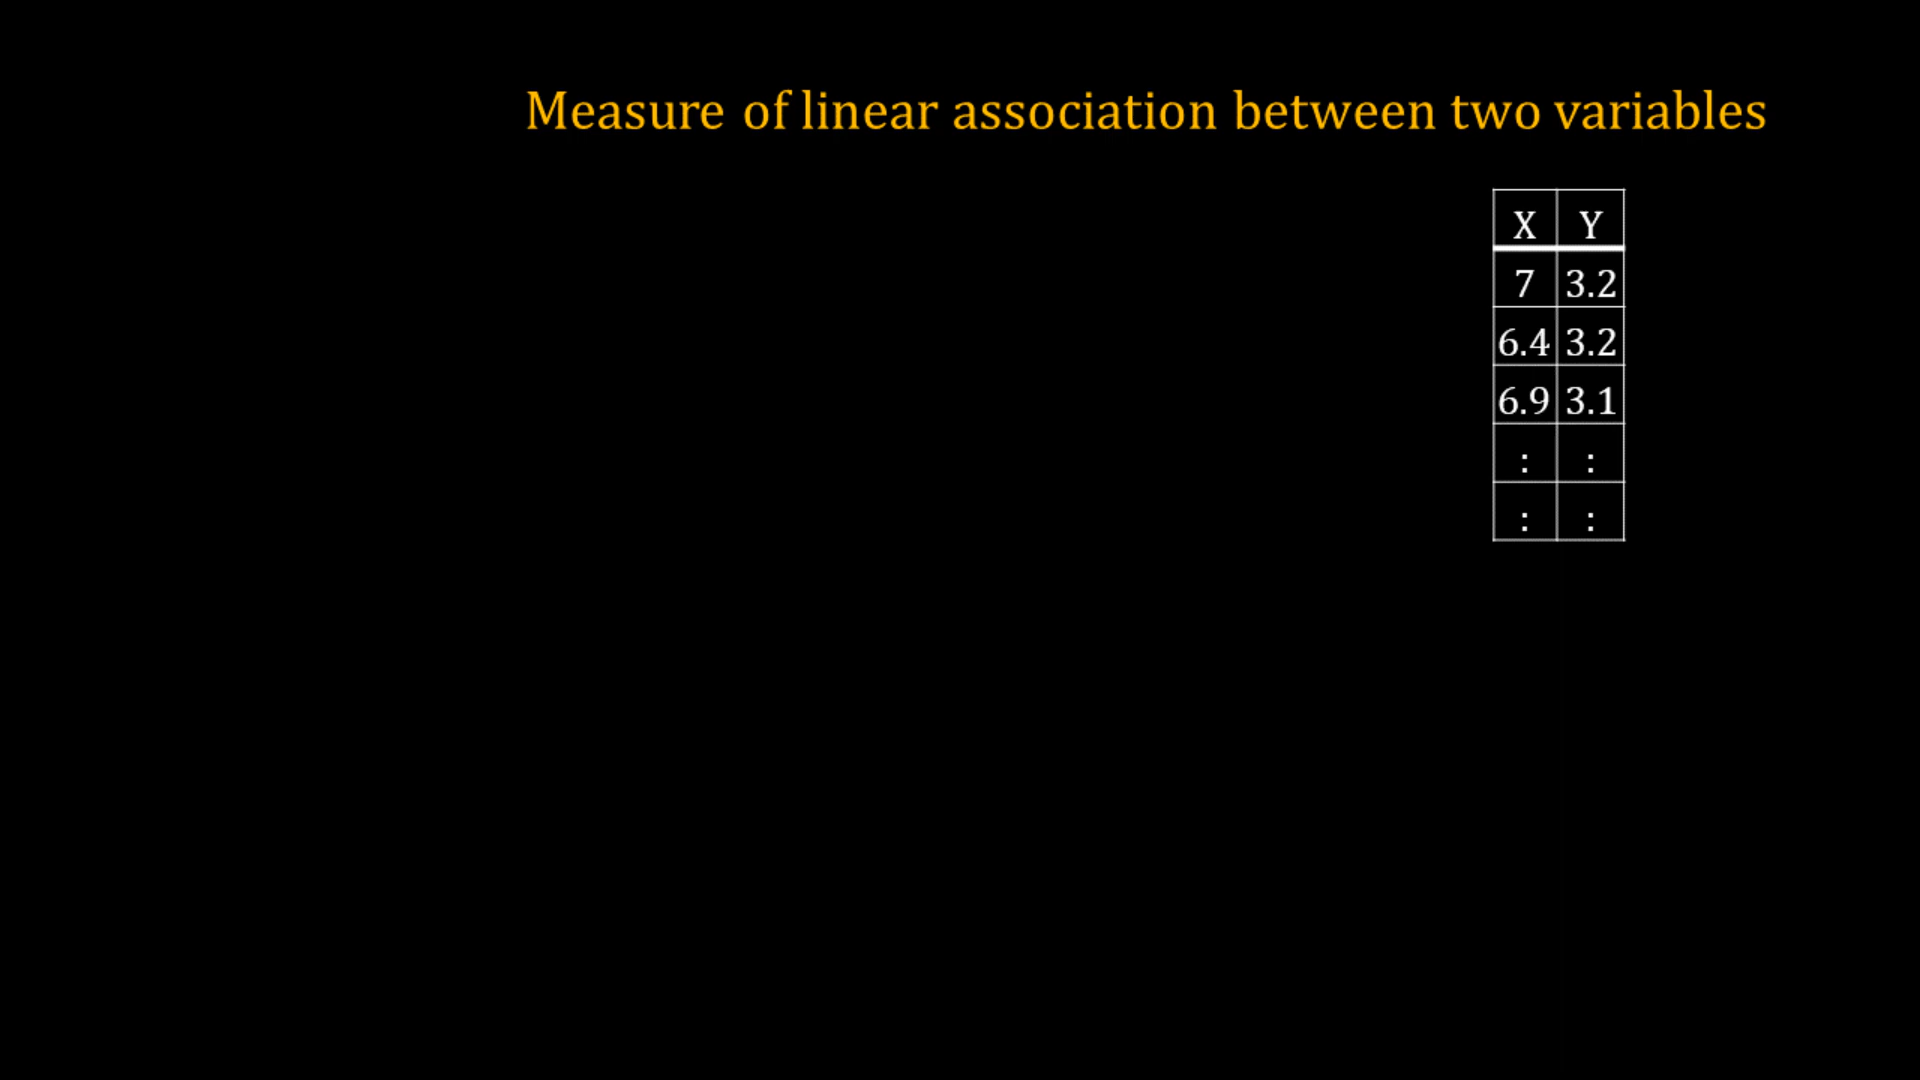 Measure of linear association between two variables
X Y
7 3.2
6.4 3.2
6.9 3.1
: :
: :